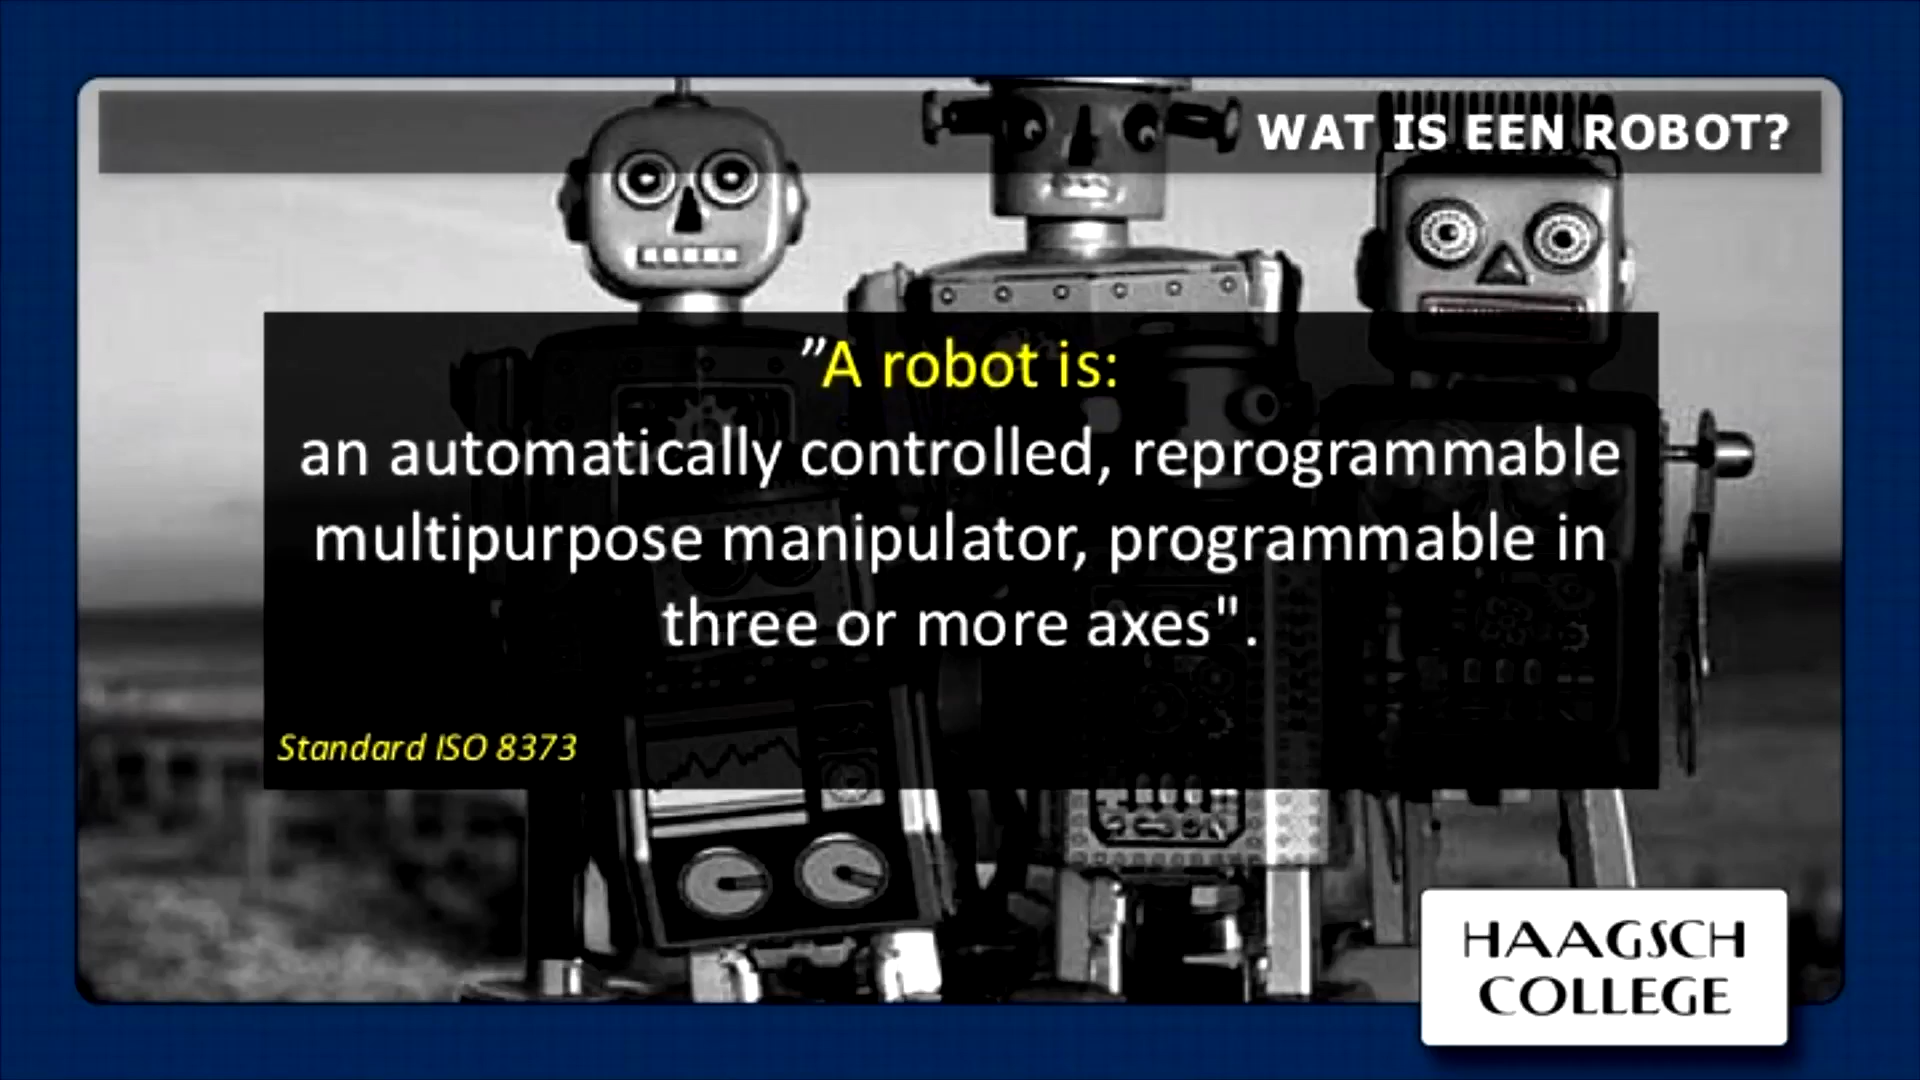 WAT IS EEN ROBOT?
”A robot is:
an automatically controlled, reprogrammable
multipurpose manipulator, programmable in
three or more axes".
Standard ISO 8373
HAAGSCH
COLLEGE